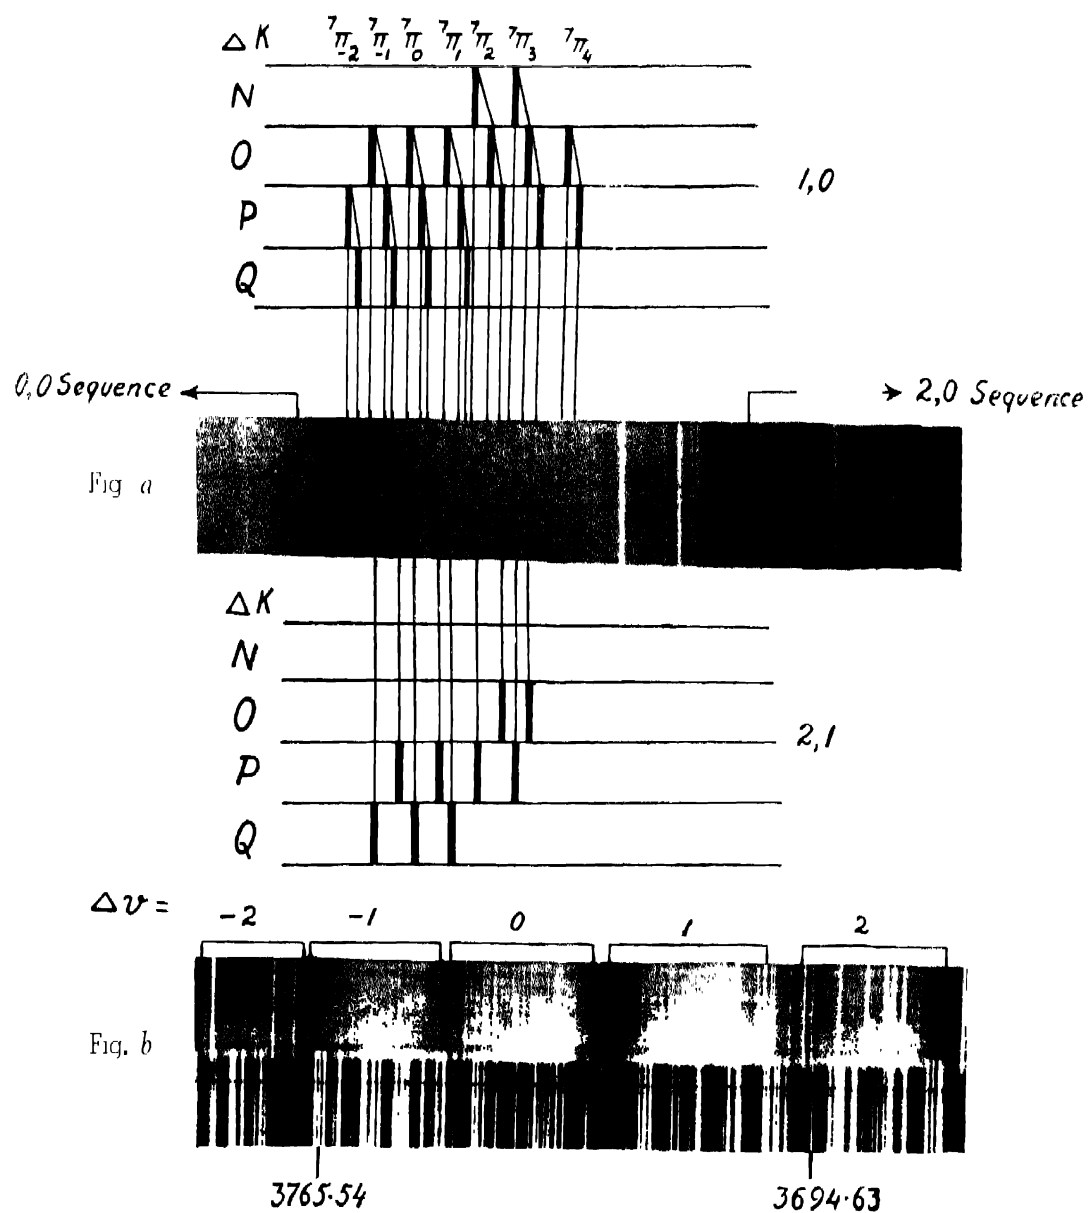 ΔK ⁷π₋₂ ⁷π₋₁ ⁷π₀ ⁷π₁ ⁷π₂ ⁷π₃ ⁷π₄
N
O
1,0
P
Q
0,0 Sequence
2,0 Sequence
Fig a
ΔK
N
O
2,1
P
Q
Δv =
-2 -1 0 1 2
Fig. b
3765·54 3694·63